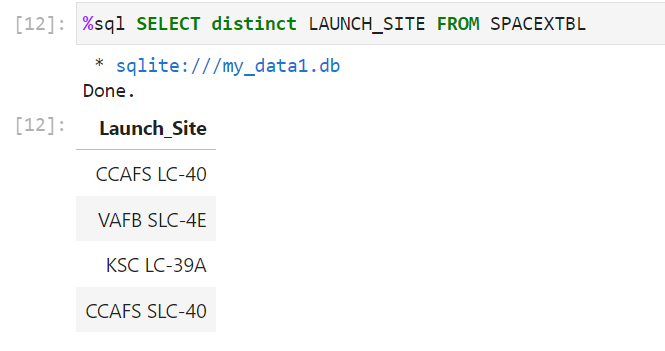 [12]: %sql SELECT distinct LAUNCH_SITE FROM SPACEXTBL
* sqlite:///my_data1.db
Done.
[12]: Launch_Site
CCAFS LC-40
VAFB SLC-4E
KSC LC-39A
CCAFS SLC-40